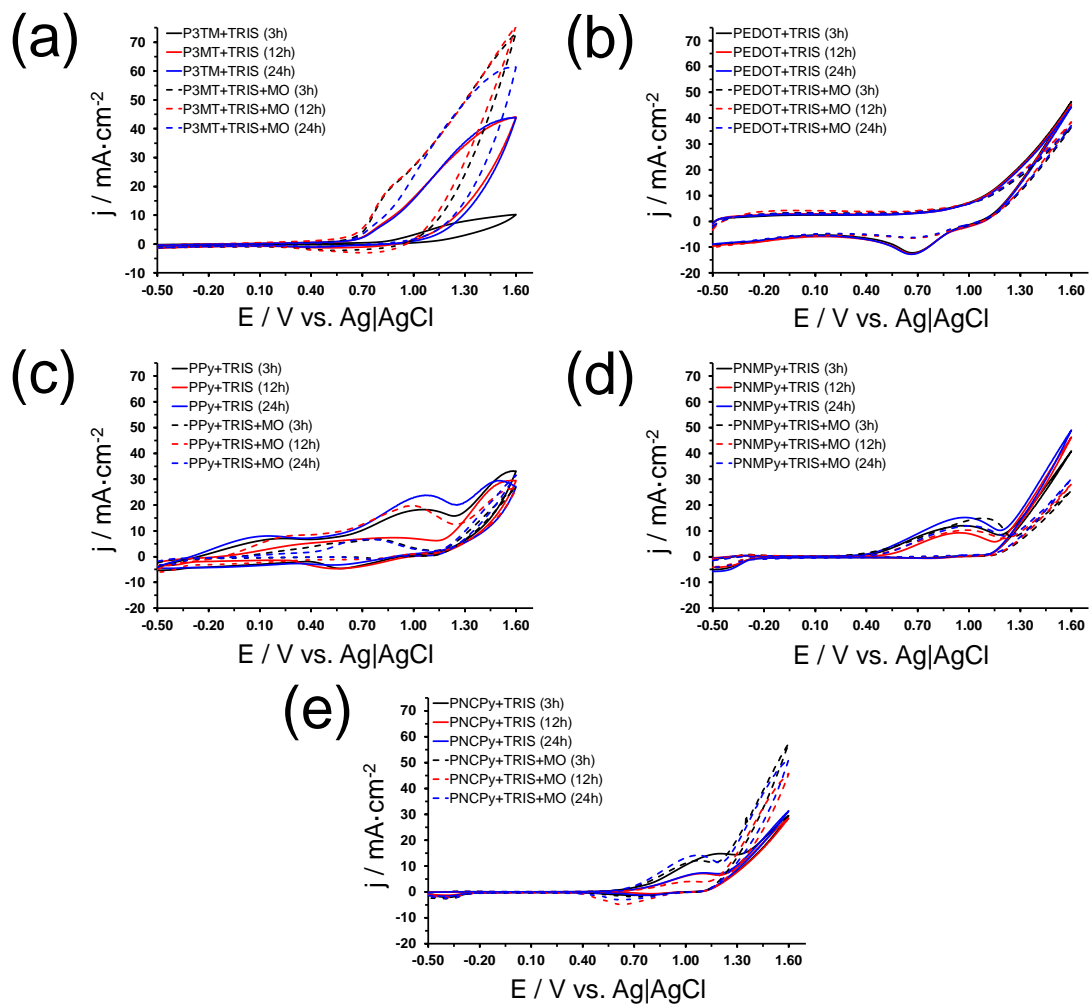 (a)
P3TM+TRIS (3h)
P3MT+TRIS (12h)
P3TM+TRIS (24h)
P3MT+TRIS+MO (3h)
P3MT+TRIS+MO (12h)
P3MT+TRIS+MO (24h)
70
60
50
40
30
20
10
0
-10
j / mA·cm-2
-0.50 -0.20 0.10 0.40 0.70 1.00 1.30 1.60
E / V vs. Ag|AgCl
(b)
PEDOT+TRIS (3h)
PEDOT+TRIS (12h)
PEDOT+TRIS (24h)
PEDOT+TRIS+MO (3h)
PEDOT+TRIS+MO (12h)
PEDOT+TRIS+MO (24h)
70
60
50
40
30
20
10
0
-10
-20
j / mA·cm-2
-0.50 -0.20 0.10 0.40 0.70 1.00 1.30 1.60
E / V vs. Ag|AgCl
(c)
PPy+TRIS (3h)
PPy+TRIS (12h)
PPy+TRIS (24h)
PPy+TRIS+MO (3h)
PPy+TRIS+MO (12h)
PPy+TRIS+MO (24h)
70
60
50
40
30
20
10
0
-10
-20
j / mA·cm-2
-0.50 -0.20 0.10 0.40 0.70 1.00 1.30 1.60
E / V vs. Ag|AgCl
(d)
PNMPy+TRIS (3h)
PNMPy+TRIS (12h)
PNMPy+TRIS (24h)
PNMPy+TRIS+MO (3h)
PNMPy+TRIS+MO (12h)
PNMPy+TRIS+MO (24h)
70
60
50
40
30
20
10
0
-10
-20
j / mA·cm-2
-0.50 -0.20 0.10 0.40 0.70 1.00 1.30 1.60
E / V vs. Ag|AgCl
(e)
PNCPy+TRIS (3h)
PNCPy+TRIS (12h)
PNCPy+TRIS (24h)
PNCPy+TRIS+MO (3h)
PNCPy+TRIS+MO (12h)
PNCPy+TRIS+MO (24h)
70
60
50
40
30
20
10
0
-10
-20
j / mA·cm-2
-0.50 -0.20 0.10 0.40 0.70 1.00 1.30 1.60
E / V vs. Ag|AgCl